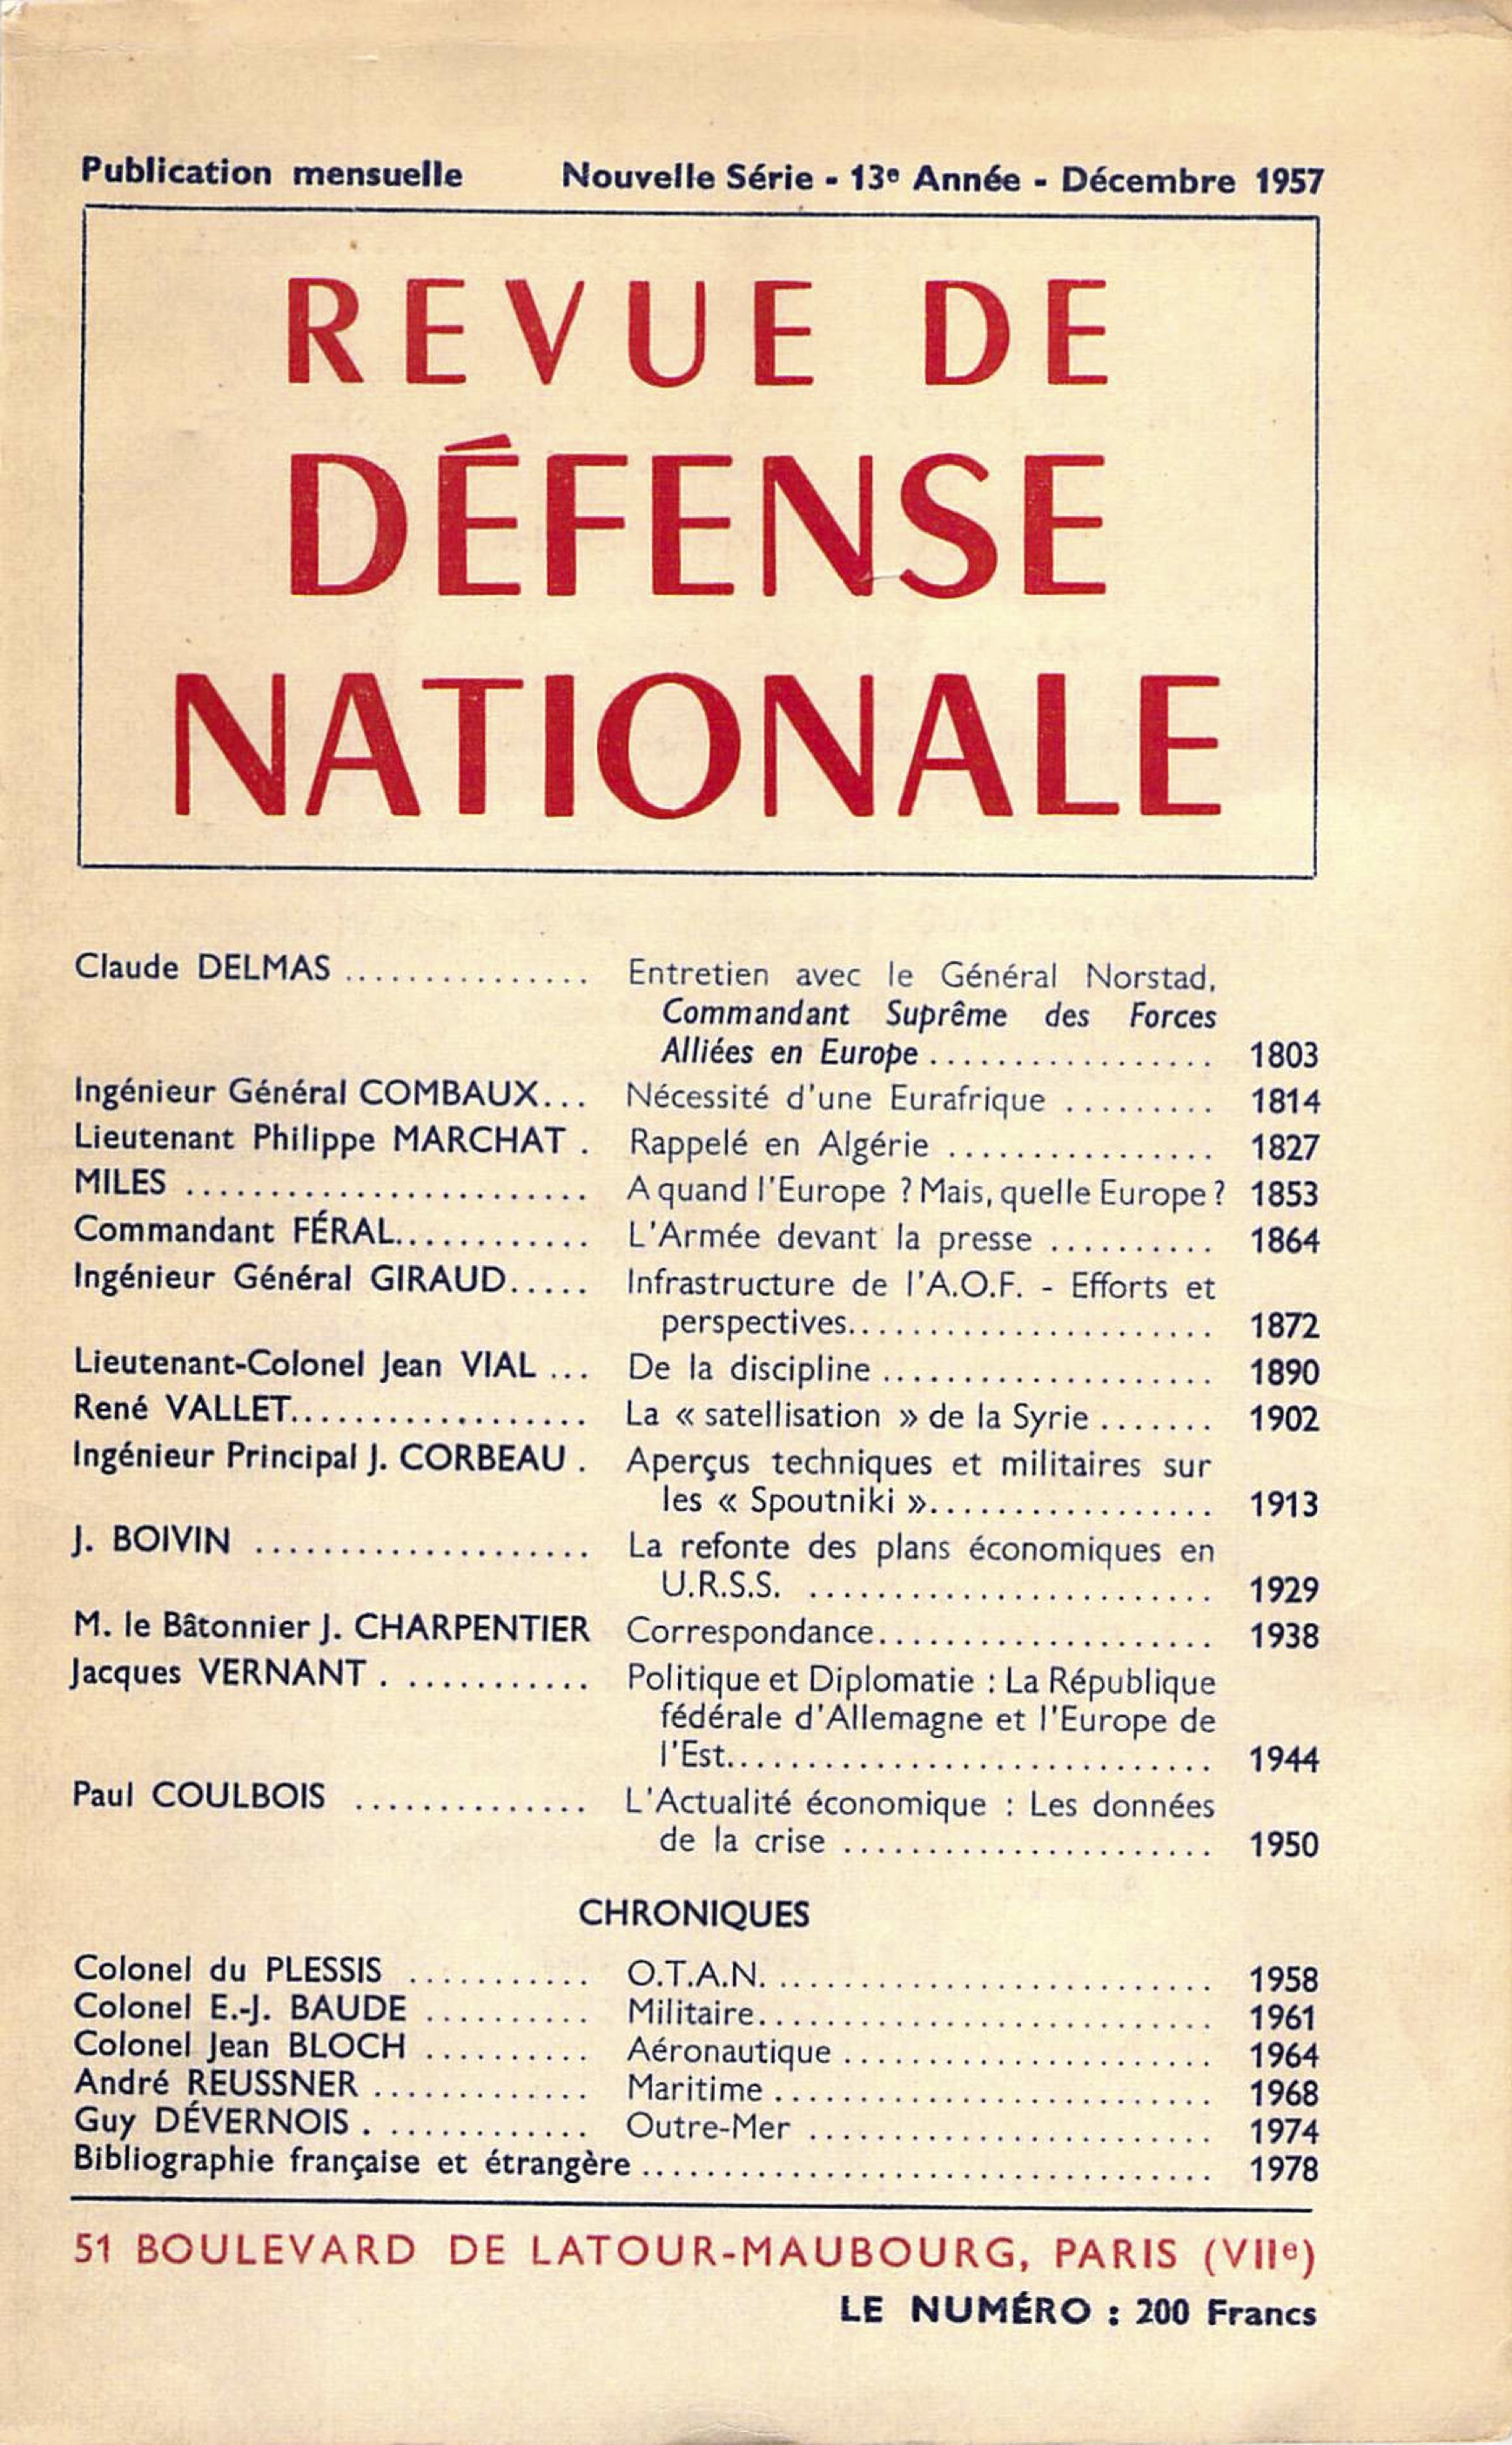 Publication mensuelle Nouvelle Série - 13e Année - Décembre 1957
REVUE DE
DÉFENSE
NATIONALE
Claude DELMAS ............... Entretien avec le Général Norstad,
Commandant Suprême des Forces
Alliées en Europe .................. 1803
Ingénieur Général COMBAUX... Nécessité d'une Eurafrique ......... 1814
Lieutenant Philippe MARCHAT . Rappelé en Algérie ................ 1827
MILES ......................... A quand l'Europe ? Mais, quelle Europe ? 1853
Commandant FÉRAL............ L'Armée devant la presse .......... 1864
Ingénieur Général GIRAUD..... Infrastructure de l'A.O.F. - Efforts et
perspectives...................... 1872
Lieutenant-Colonel Jean VIAL ... De la discipline .................... 1890
René VALLET.................. La « satellisation » de la Syrie ....... 1902
Ingénieur Principal J. CORBEAU . Aperçus techniques et militaires sur
les « Spoutniki »................. 1913
J. BOIVIN ..................... La refonte des plans économiques en
U.R.S.S. ......................... 1929
M. le Bâtonnier J. CHARPENTIER Correspondance..................... 1938
Jacques VERNANT . ........... Politique et Diplomatie : La République
fédérale d'Allemagne et l'Europe de
l'Est.............................. 1944
Paul COULBOIS .............. L'Actualité économique : Les données
de la crise ....................... 1950
CHRONIQUES
Colonel du PLESSIS ........... O.T.A.N. ........................... 1958
Colonel E.-J. BAUDE .......... Militaire............................ 1961
Colonel Jean BLOCH .......... Aéronautique ....................... 1964
André REUSSNER ............. Maritime ........................... 1968
Guy DÉVERNOIS . ............ Outre-Mer ......................... 1974
Bibliographie française et étrangère ................................... 1978
51 BOULEVARD DE LATOUR-MAUBOURG, PARIS (VIIe)
LE NUMÉRO : 200 Francs